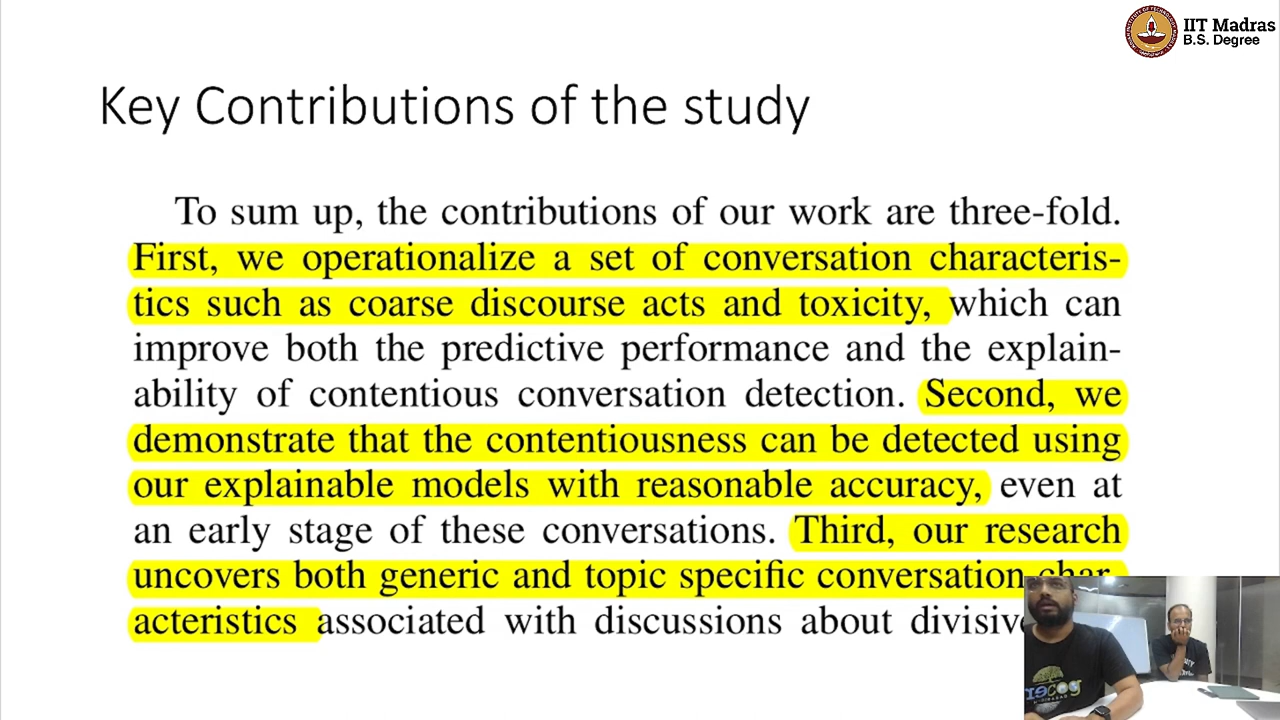 IIT Madras
B.S. Degree
Key Contributions of the study
To sum up, the contributions of our work are three-fold.
First, we operationalize a set of conversation characteris-
tics such as coarse discourse acts and toxicity, which can
improve both the predictive performance and the explain-
ability of contentious conversation detection. Second, we
demonstrate that the contentiousness can be detected using
our explainable models with reasonable accuracy, even at
an early stage of these conversations. Third, our research
uncovers both generic and topic specific conversation char-
acteristics associated with discussions about divisive